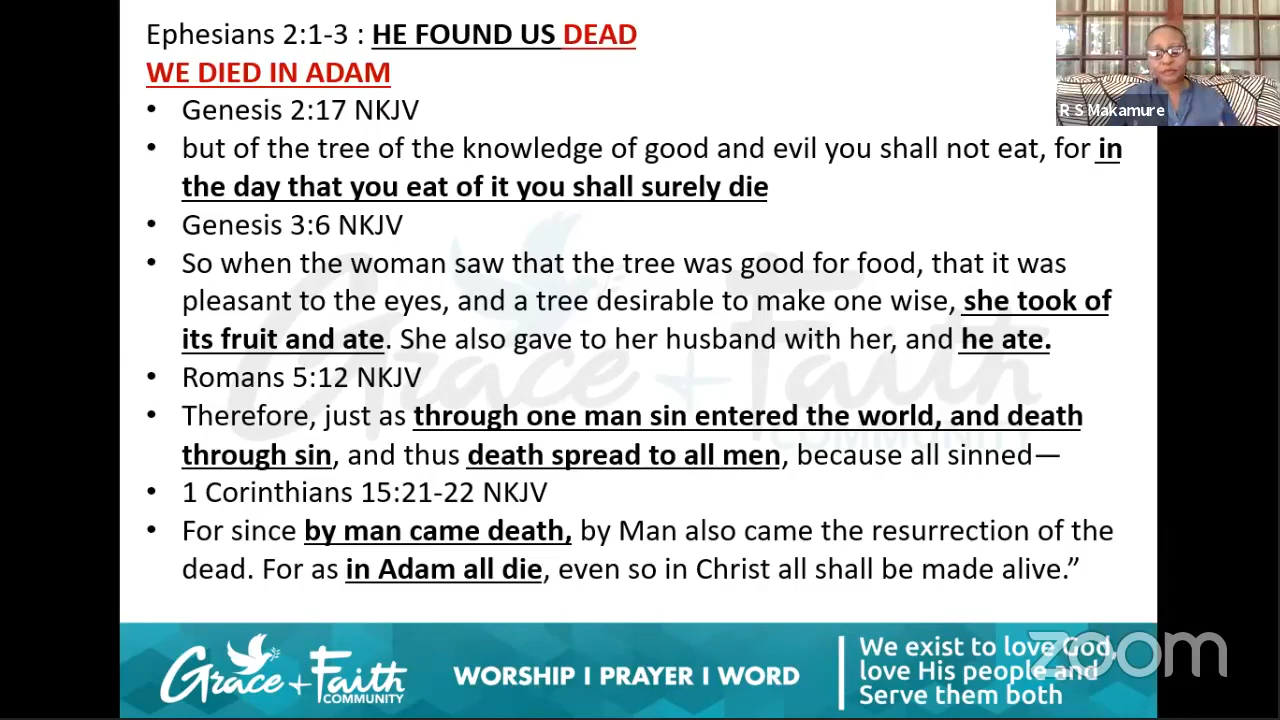 Ephesians 2:1-3 : HE FOUND US DEAD
WE DIED IN ADAM
• Genesis 2:17 NKJV
• but of the tree of the knowledge of good and evil you shall not eat, for in
the day that you eat of it you shall surely die
• Genesis 3:6 NKJV
• So when the woman saw that the tree was good for food, that it was
pleasant to the eyes, and a tree desirable to make one wise, she took of
its fruit and ate. She also gave to her husband with her, and he ate.
• Romans 5:12 NKJV
• Therefore, just as through one man sin entered the world, and death
through sin, and thus death spread to all men, because all sinned—
• 1 Corinthians 15:21-22 NKJV
• For since by man came death, by Man also came the resurrection of the
dead. For as in Adam all die, even so in Christ all shall be made alive.”
R S Makamure
Grace + Faith
COMMUNITY
Grace + Faith
COMMUNITY
WORSHIP I PRAYER I WORD
We exist to love God,
love His people and
Serve them both
zoom